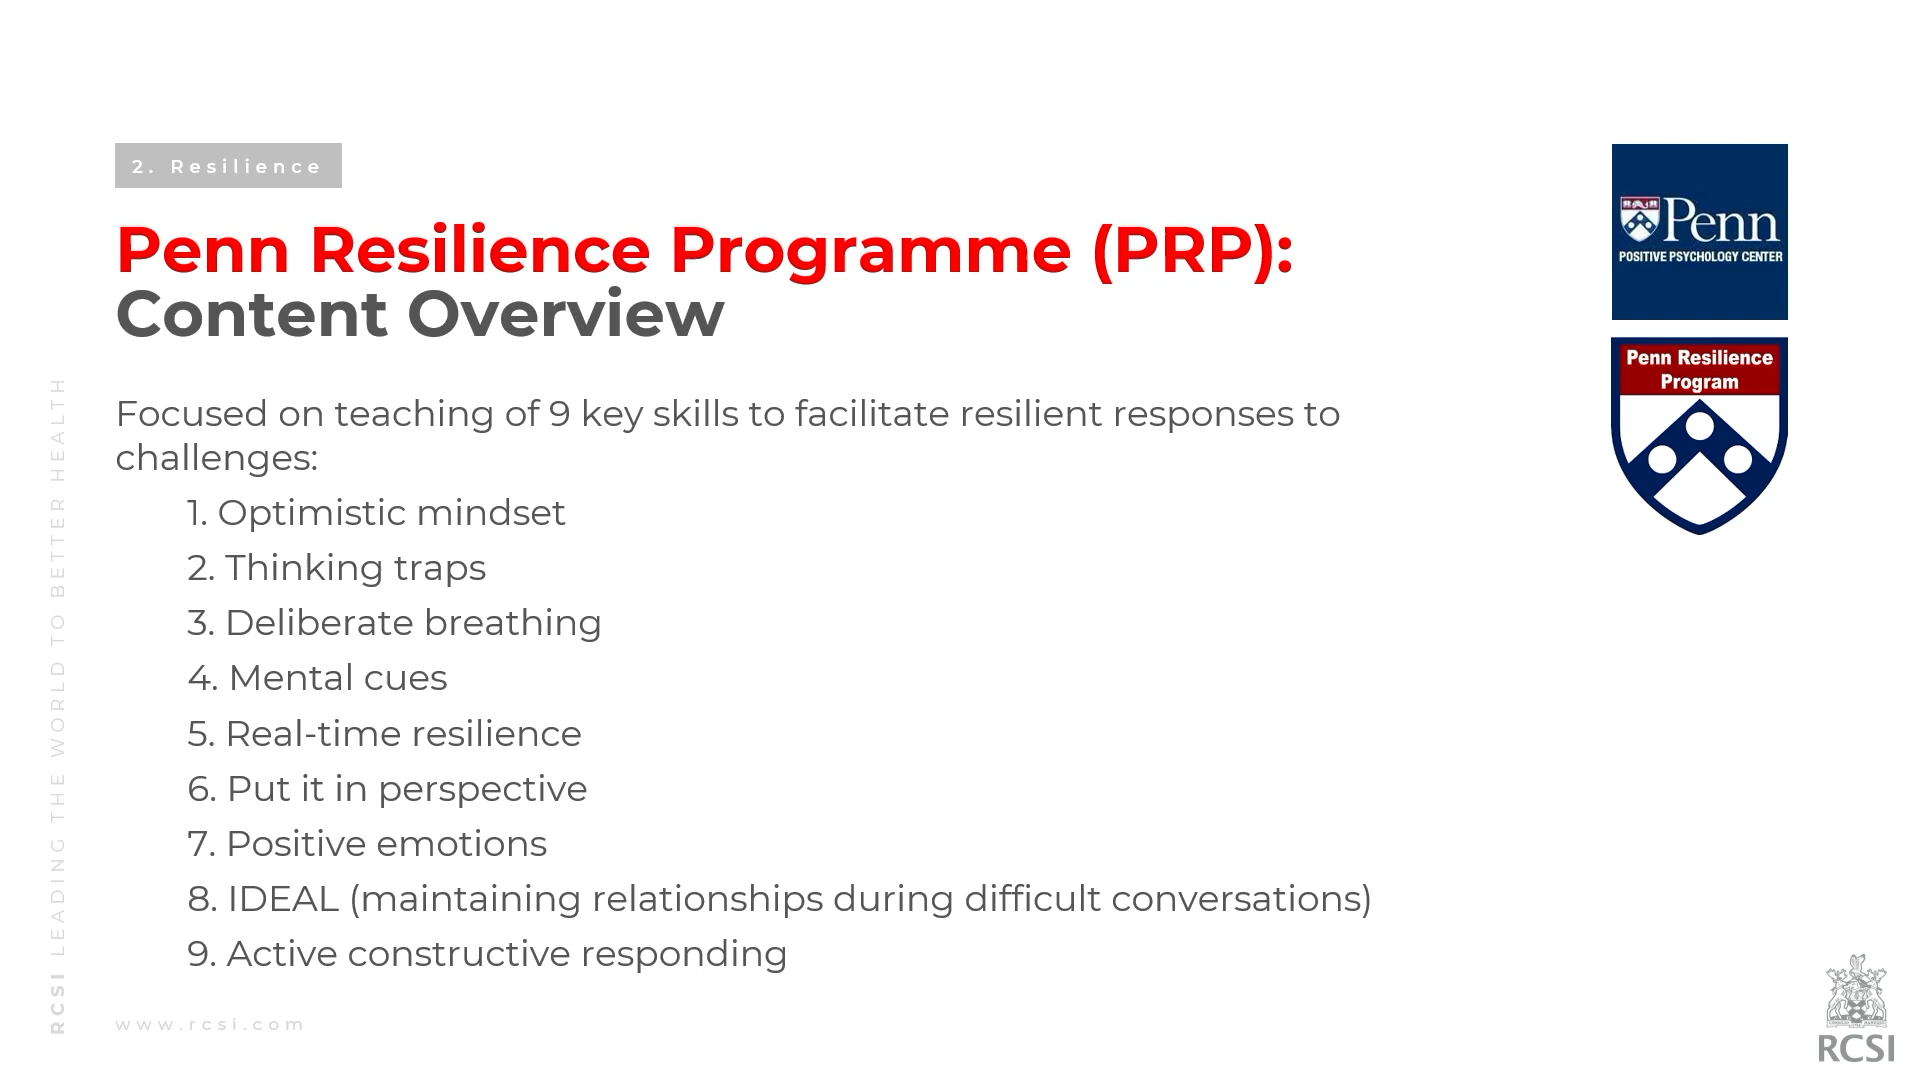 2. Resilience
Penn Resilience Programme (PRP):
Content Overview
Focused on teaching of 9 key skills to facilitate resilient responses to
challenges:
1. Optimistic mindset
2. Thinking traps
3. Deliberate breathing
4. Mental cues
5. Real-time resilience
6. Put it in perspective
7. Positive emotions
8. IDEAL (maintaining relationships during difficult conversations)
9. Active constructive responding
Penn
POSITIVE PSYCHOLOGY CENTER
Penn Resilience
Program
RCSI LEADING THE WORLD TO BETTER HEALTH
www.rcsi.com
RCSI